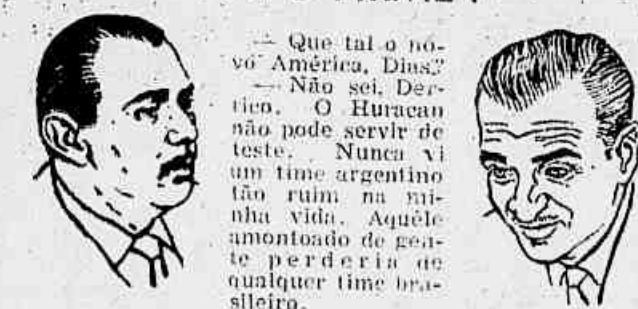 — Que tal o nô-
vo América, Dias?
— Não sei, Der-
tico. O Huracan
não pode servir de
teste. Nunca vi
um time argentino
tão ruim na mi-
nha vida. Aquêle
amontoado de gen-
te perderia de
qualquer time bra-
sileiro.